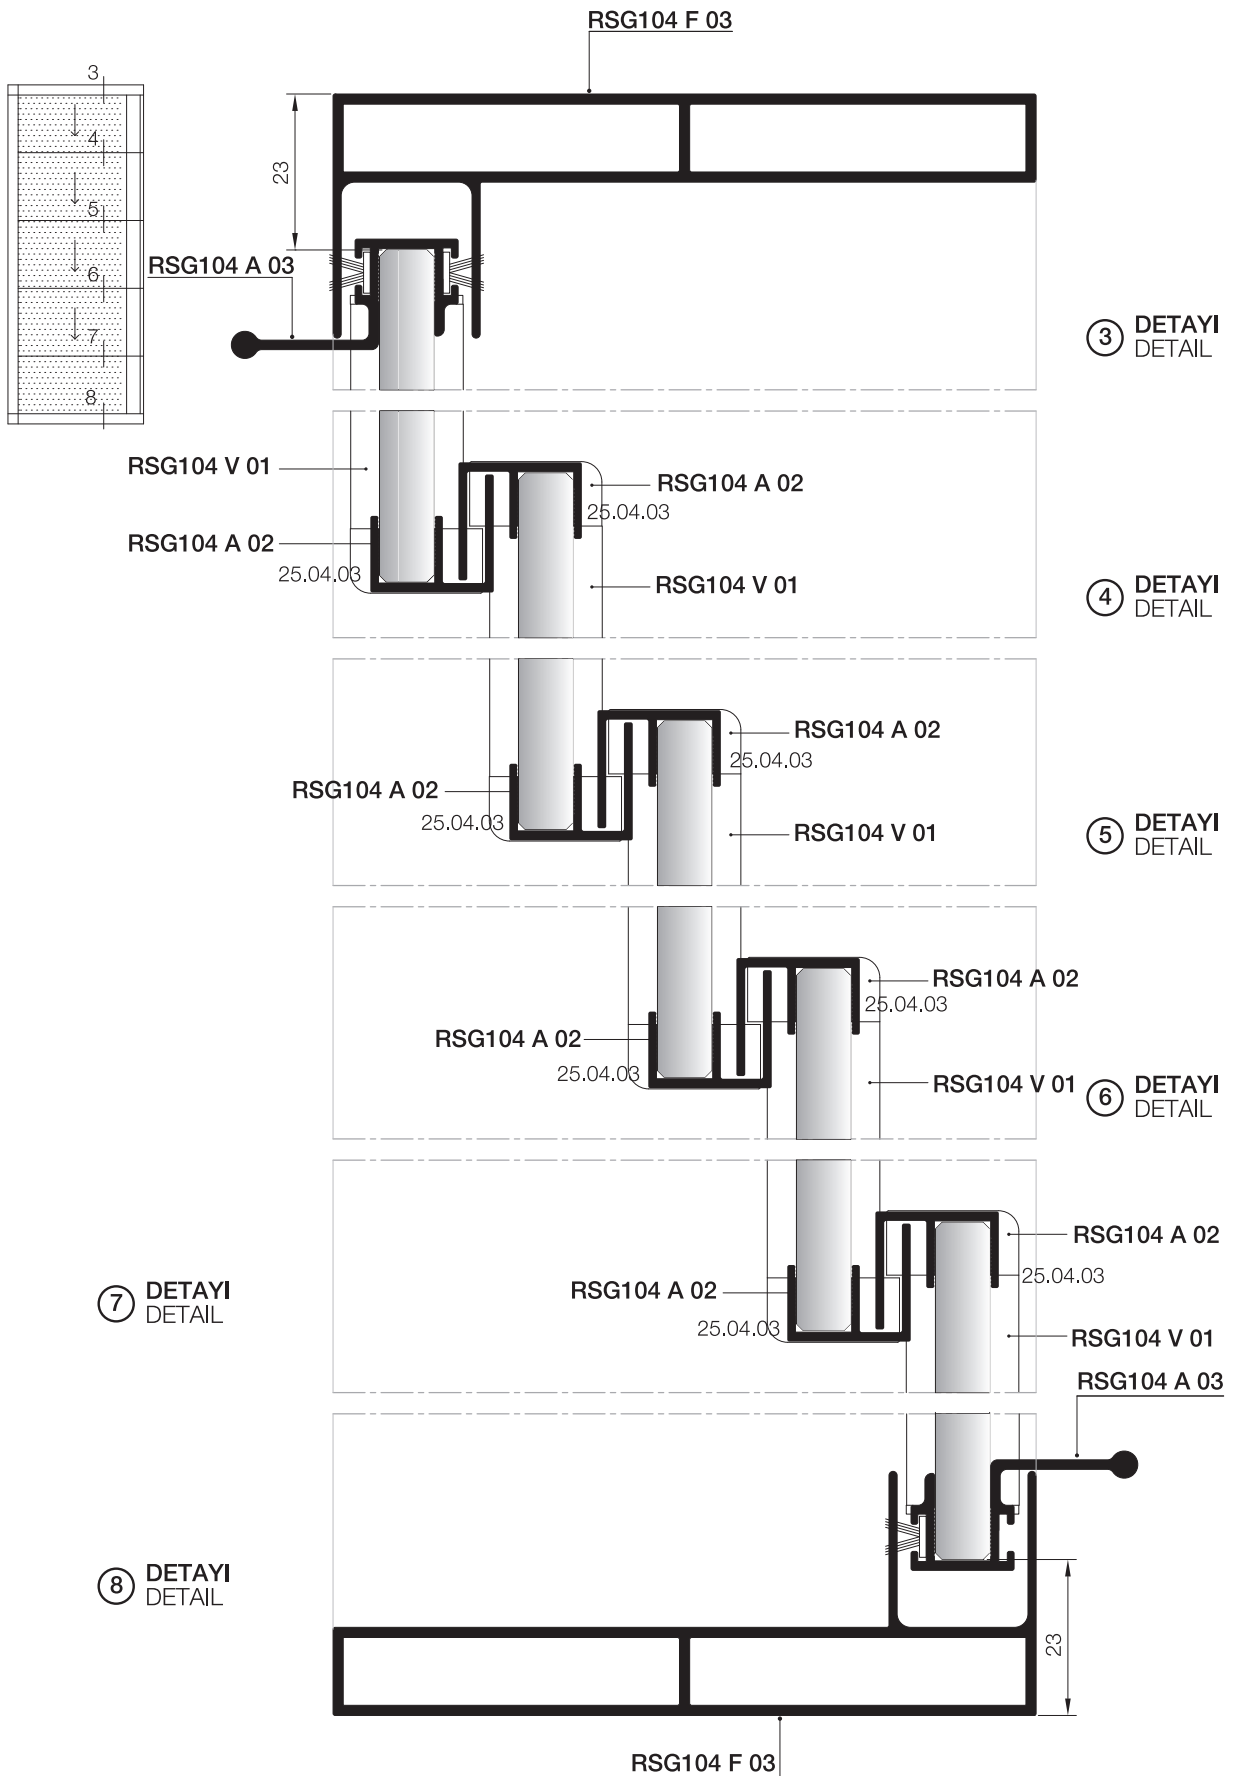 RSG104 F 03
3
4
5
6
7
8
23
RSG104 A 03
3 DETAYI
DETAIL
RSG104 V 01
RSG104 A 02
25.04.03
RSG104 A 02
25.04.03
RSG104 V 01
4 DETAYI
DETAIL
RSG104 A 02
25.04.03
RSG104 A 02
25.04.03
RSG104 V 01
5 DETAYI
DETAIL
RSG104 A 02
25.04.03
RSG104 A 02
25.04.03
RSG104 V 01
6 DETAYI
DETAIL
RSG104 A 02
25.04.03
RSG104 A 02
25.04.03
7 DETAYI
DETAIL
RSG104 V 01
RSG104 A 03
8 DETAYI
DETAIL
23
RSG104 F 03